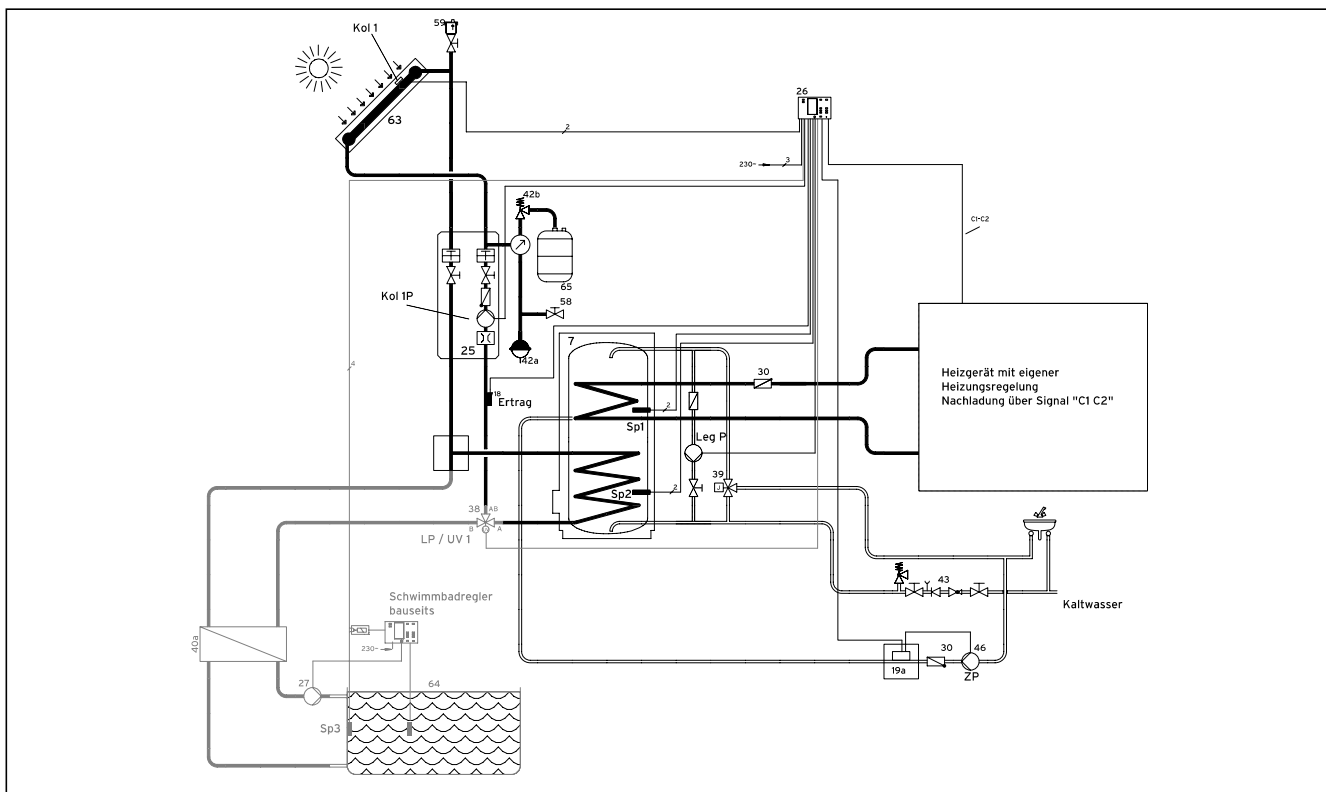 59
Kol 1
26
63
2
230~
3
42b
C1-C2
65
Kol 1P
58
25
42a
7
4
18
Ertrag
30
Heizgerät mit eigener
Heizungsregelung
Nachladung über Signal "C1 C2"
2
Sp1
Leg P
39
Sp2
2
38
AB
B
A
LP / UV 1
43
Kaltwasser
Schwimmbadregler
bauseits
40a
230~
30
46
19a
ZP
27
64
Sp3